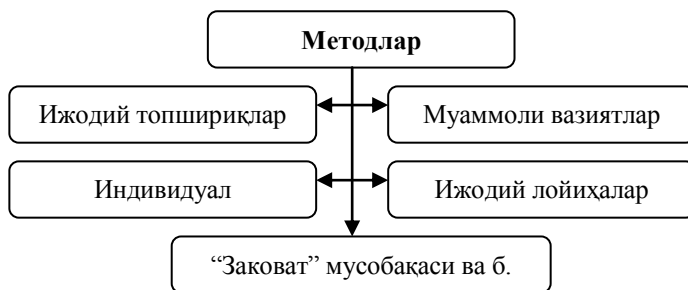 Методлар
Ижодий топшириқлар
Муаммоли вазиятлар
Индивидуал
Ижодий лойиҳалар
“Заковат” мусобақаси ва б.